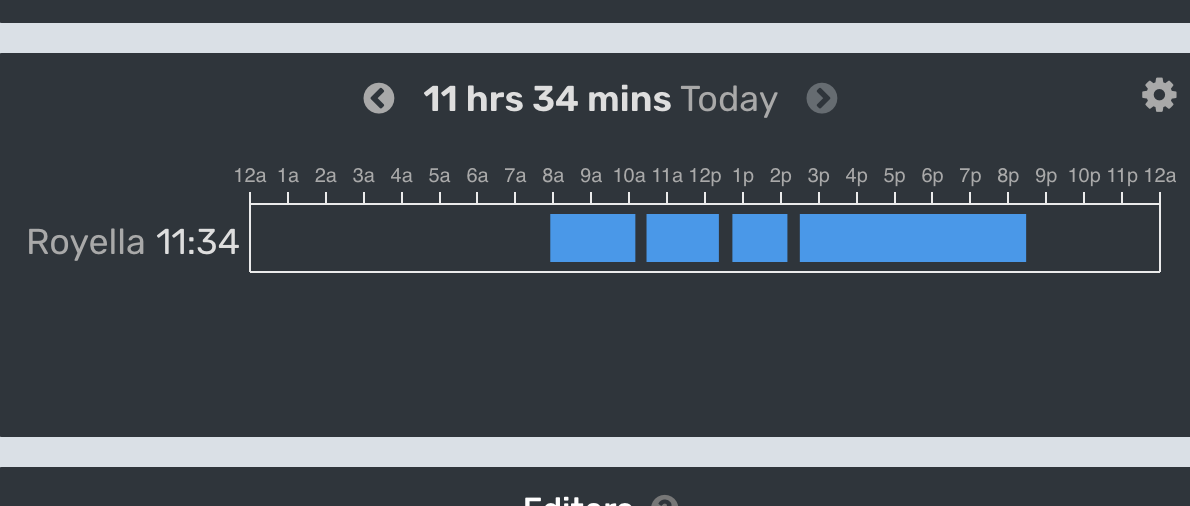 11 hrs 34 mins Today
12a 1a 2a 3a 4a 5a 6a 7a 8a 9a 10a 11a 12p 1p 2p 3p 4p 5p 6p 7p 8p 9p 10p 11p 12a
Royella 11:34
Editors ?